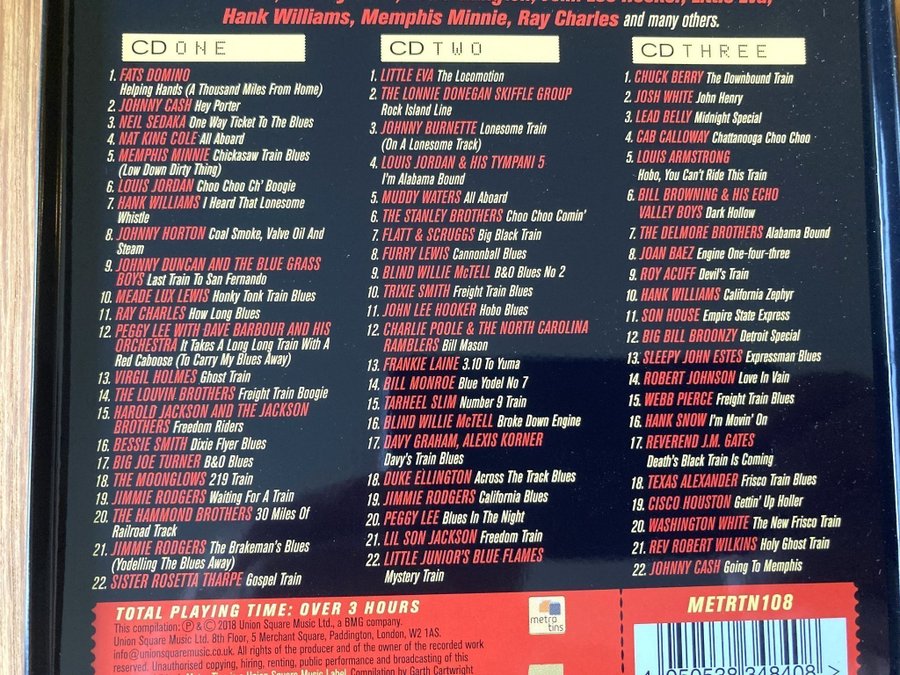 Hank Williams, Memphis Minnie, Ray Charles and many others.
CD ONE
1. FATS DOMINO
Helping Hands (A Thousand Miles From Home)
2. JOHNNY CASH Hey Porter
3. NEIL SEDAKA One Way Ticket To The Blues
4. NAT KING COLE All Aboard
5. MEMPHIS MINNIE Chickasaw Train Blues
(Low Down Dirty Thing)
6. LOUIS JORDAN Choo Choo Ch' Boogie
7. HANK WILLIAMS I Heard That Lonesome
Whistle
8. JOHNNY HORTON Coal Smoke, Valve Oil And
Steam
9. JOHNNY DUNCAN AND THE BLUE GRASS
BOYS Last Train To San Fernando
10. MEADE LUX LEWIS Honky Tonk Train Blues
11. RAY CHARLES How Long Blues
12. PEGGY LEE WITH DAVE BARBOUR AND HIS
ORCHESTRA It Takes A Long Long Train With A
Red Caboose (To Carry My Blues Away)
13. VIRGIL HOLMES Ghost Train
14. THE LOUVIN BROTHERS Freight Train Boogie
15. HAROLD JACKSON AND THE JACKSON
BROTHERS Freedom Riders
16. BESSIE SMITH Dixie Flyer Blues
17. BIG JOE TURNER B&O Blues
18. THE MOONGLOWS 219 Train
19. JIMMIE RODGERS Waiting For A Train
20. THE HAMMOND BROTHERS 30 Miles Of
Railroad Track
21. JIMMIE RODGERS The Brakeman's Blues
(Yodelling The Blues Away)
22. SISTER ROSETTA THARPE Gospel Train
CD TWO
1. LITTLE EVA The Locomotion
2. THE LONNIE DONEGAN SKIFFLE GROUP
Rock Island Line
3. JOHNNY BURNETTE Lonesome Train
(On A Lonesome Track)
4. LOUIS JORDAN & HIS TYMPANI 5
I'm Alabama Bound
5. MUDDY WATERS All Aboard
6. THE STANLEY BROTHERS Choo Choo Comin'
7. FLATT & SCRUGGS Big Black Train
8. FURRY LEWIS Cannonball Blues
9. BLIND WILLIE McTELL B&O Blues No 2
10. TRIXIE SMITH Freight Train Blues
11. JOHN LEE HOOKER Hobo Blues
12. CHARLIE POOLE & THE NORTH CAROLINA
RAMBLERS Bill Mason
13. FRANKIE LAINE 3.10 To Yuma
14. BILL MONROE Blue Yodel No 7
15. TARHEEL SLIM Number 9 Train
16. BLIND WILLIE McTELL Broke Down Engine
17. DAVY GRAHAM, ALEXIS KORNER
Davy's Train Blues
18. DUKE ELLINGTON Across The Track Blues
19. JIMMIE RODGERS California Blues
20. PEGGY LEE Blues In The Night
21. LIL SON JACKSON Freedom Train
22. LITTLE JUNIOR'S BLUE FLAMES
Mystery Train
CD THREE
1. CHUCK BERRY The Downbound Train
2. JOSH WHITE John Henry
3. LEAD BELLY Midnight Special
4. CAB CALLOWAY Chattanooga Choo Choo
5. LOUIS ARMSTRONG
Hobo, You Can't Ride This Train
6. BILL BROWNING & HIS ECHO
VALLEY BOYS Dark Hollow
7. THE DELMORE BROTHERS Alabama Bound
8. JOAN BAEZ Engine One-four-three
9. ROY ACUFF Devil's Train
10. HANK WILLIAMS California Zephyr
11. SON HOUSE Empire State Express
12. BIG BILL BROONZY Detroit Special
13. SLEEPY JOHN ESTES Expressman Blues
14. ROBERT JOHNSON Love In Vain
15. WEBB PIERCE Freight Train Blues
16. HANK SNOW I'm Movin' On
17. REVEREND J.M. GATES
Death's Black Train Is Coming
18. TEXAS ALEXANDER Frisco Train Blues
19. CISCO HOUSTON Gettin' Up Holler
20. WASHINGTON WHITE The New Frisco Train
21. REV ROBERT WILKINS Holy Ghost Train
22. JOHNNY CASH Going To Memphis
TOTAL PLAYING TIME: OVER 3 HOURS
This compilation: ℗ & © 2018 Union Square Music Ltd., a BMG company.
Union Square Music Ltd. 8th Floor, 5 Merchant Square, Paddington, London, W2 1AS.
info@unionsquaremusic.co.uk. All rights of the producer and of the owner of the recorded work
reserved. Unauthorised copying, hiring, renting, public performance and broadcasting of this
Union Square Music Label. Compilation by Garth Cartwright
metro
tins
METRTN108
4 050538 348408 >